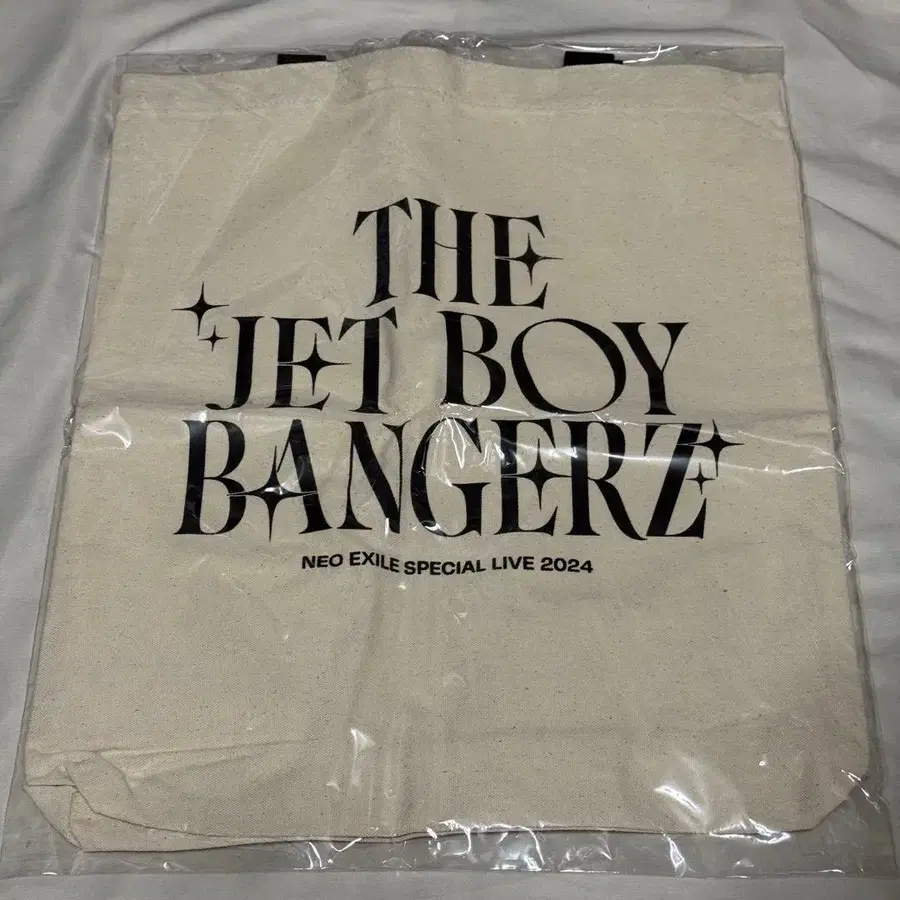 THE
JET BOY
BANGERZ
NEO EXILE SPECIAL LIVE 2024